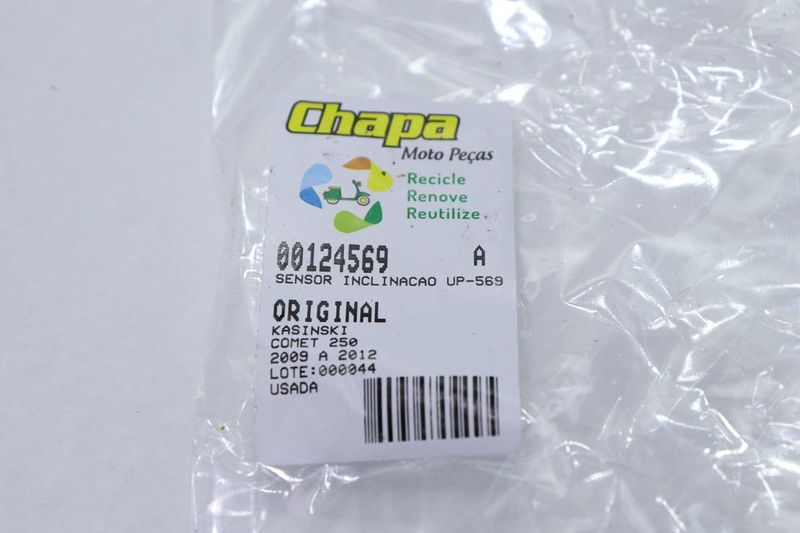 Chapa
Moto Peças
Recicle
Renove
Reutilize
00124569 A
SENSOR INCLINACAO UP-569
ORIGINAL
KASINSKI
COMET 250
2009 A 2012
LOTE:000044
USADA